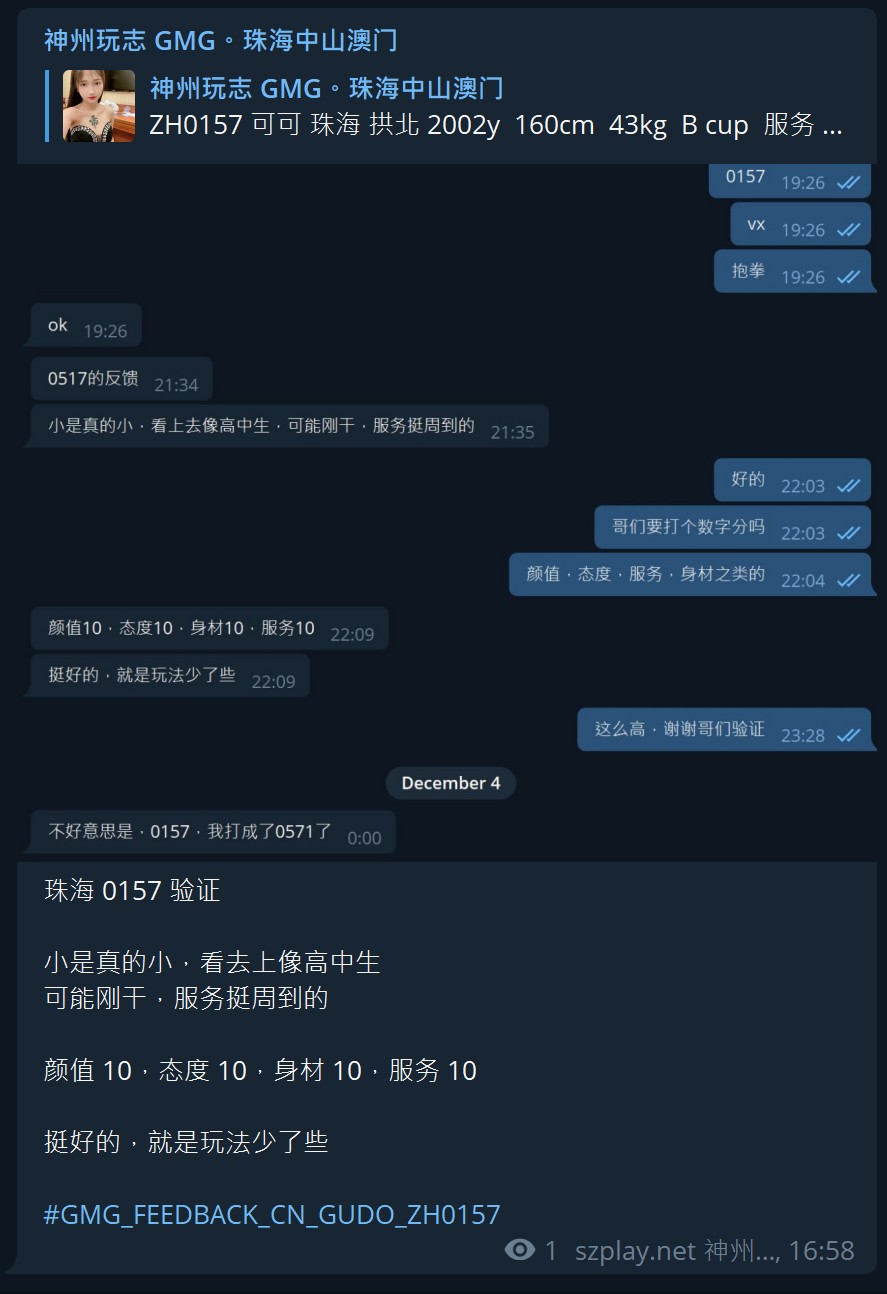 神州玩志 GMG。珠海中山澳门
神州玩志 GMG。珠海中山澳门
ZH0157 可可 珠海 拱北 2002y 160cm 43kg B cup 服务 ...
0157 19:26
vx 19:26
抱拳 19:26
ok 19:26
0517的反馈 21:34
小是真的小，看上去像高中生，可能刚干，服务挺周到的 21:35
好的 22:03
哥们要打个数字分吗 22:03
颜值，态度，服务，身材之类的 22:04
颜值10，态度10，身材10，服务10 22:09
挺好的，就是玩法少了些 22:09
这么高，谢谢哥们验证 23:28
December 4
不好意思是，0157，我打成了0571了 0:00
珠海 0157 验证
小是真的小，看去上像高中生
可能刚干，服务挺周到的
颜值 10，态度 10，身材 10，服务 10
挺好的，就是玩法少了些
#GMG_FEEDBACK_CN_GUDO_ZH0157
1 szplay.net 神州..., 16:58